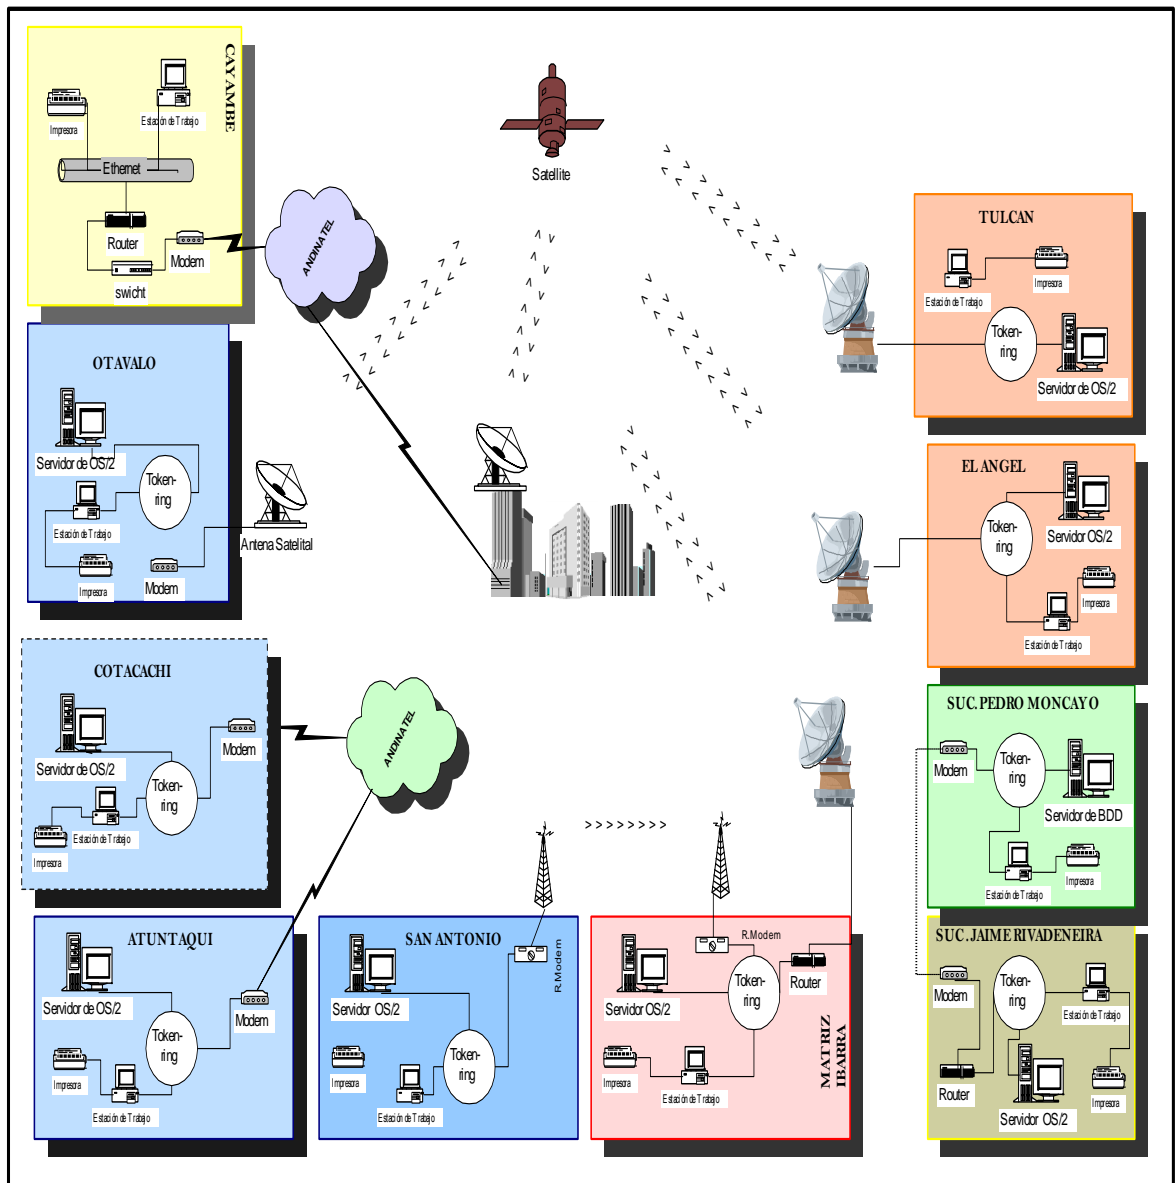 CAYAMBE
Impresora
Estación de Trabajo
Ethernet
Router
Modem
swicht
ANDINATEL
Satellite
TULCAN
Estación de Trabajo
Impresora
Token-
ring
Servidor de OS/2
OTAVALO
Servidor de OS/2
Token-
ring
Estación de Trabajo
Impresora
Modem
Antena Satelital
EL ANGEL
Servidor OS/2
Token-
ring
Impresora
Estación de Trabajo
COTACACHI
Servidor de OS/2
Modem
Token-
ring
Estación de Trabajo
Impresora
ANDINATEL
SUC. PEDRO MONCAYO
Modem
Token-
ring
Servidor de BDD
Estación de Trabajo
Impresora
ATUNTAQUI
Servidor de OS/2
Modem
Token-
ring
Impresora
Estación de Trabajo
SAN ANTONIO
R.Modem
Servidor OS/2
Token-
ring
Impresora
Estación de Trabajo
R.Modem
Servidor OS/2
Token-
ring
Router
Impresora
Estación de Trabajo
MATRIZ
IBARRA
SUC. JAIME RIVADENEIRA
Modem
Token-
ring
Estación de Trabajo
Router
Servidor OS/2
Impresora